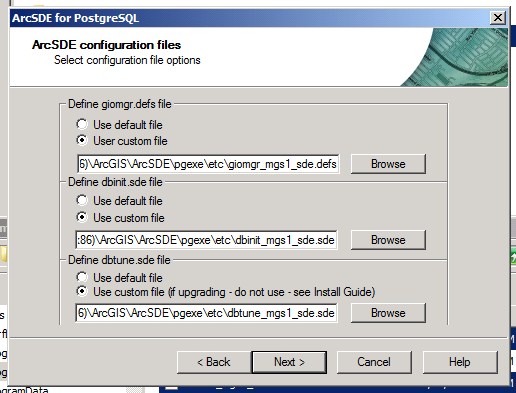 ArcSDE for PostgreSQL
ArcSDE configuration files
Select configuration file options
Define giomgr.defs file
Use default file
User custom file
6)\ArcGIS\ArcSDE\pgexe\etc\giomgr_mgs1_sde.defs
Browse
Define dbinit.sde file
Use default file
Use custom file
:86)\ArcGIS\ArcSDE\pgexe\etc\dbinit_mgs1_sde.sde
Browse
Define dbtune.sde file
Use default file
Use custom file (if upgrading - do not use - see Install Guide)
6)\ArcGIS\ArcSDE\pgexe\etc\dbtune_mgs1_sde.sde
Browse
< Back
Next >
Cancel
Help